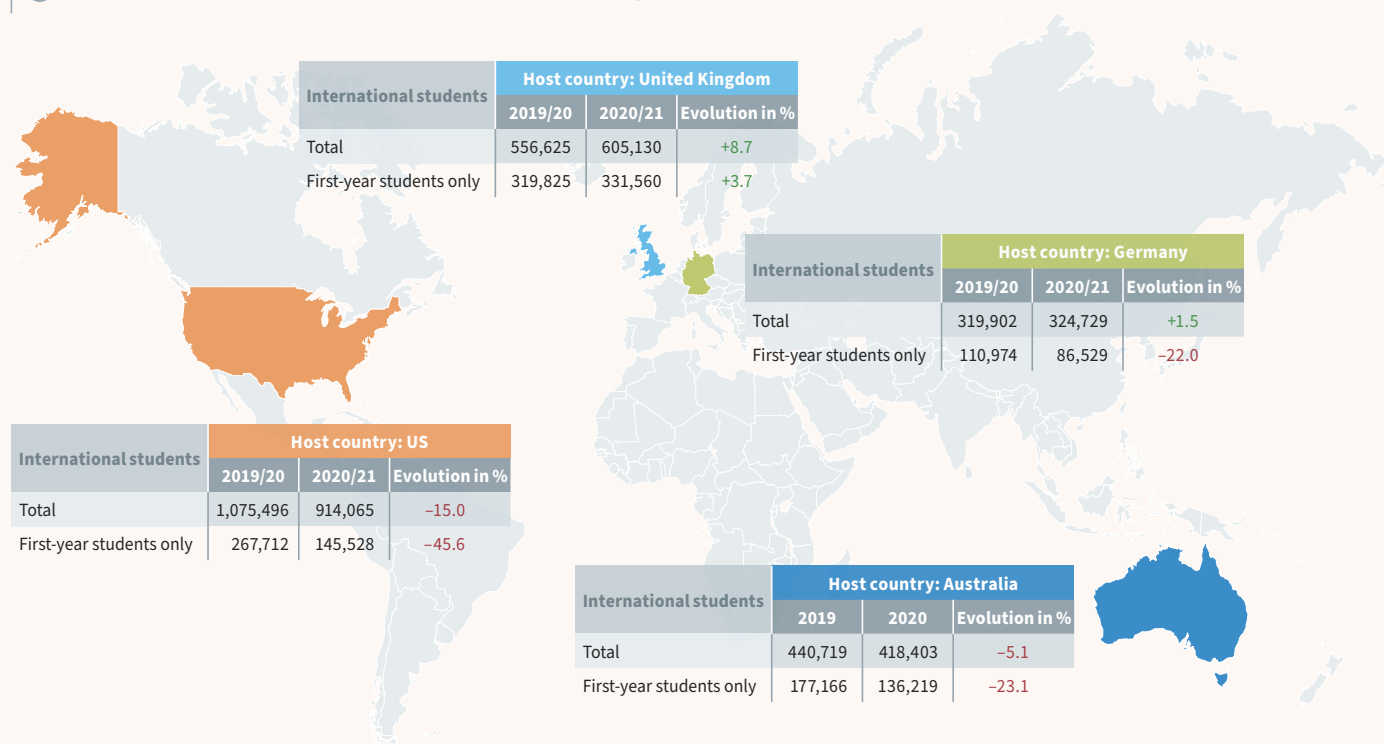 Host country: United Kingdom
International students
2019/20 2020/21 Evolution in %
Total 556,625 605,130 +8.7
First-year students only 319,825 331,560 +3.7
Host country: Germany
International students
2019/20 2020/21 Evolution in %
Total 319,902 324,729 +1.5
First-year students only 110,974 86,529 –22.0
Host country: US
International students
2019/20 2020/21 Evolution in %
Total 1,075,496 914,065 –15.0
First-year students only 267,712 145,528 –45.6
Host country: Australia
International students
2019 2020 Evolution in %
Total 440,719 418,403 –5.1
First-year students only 177,166 136,219 –23.1